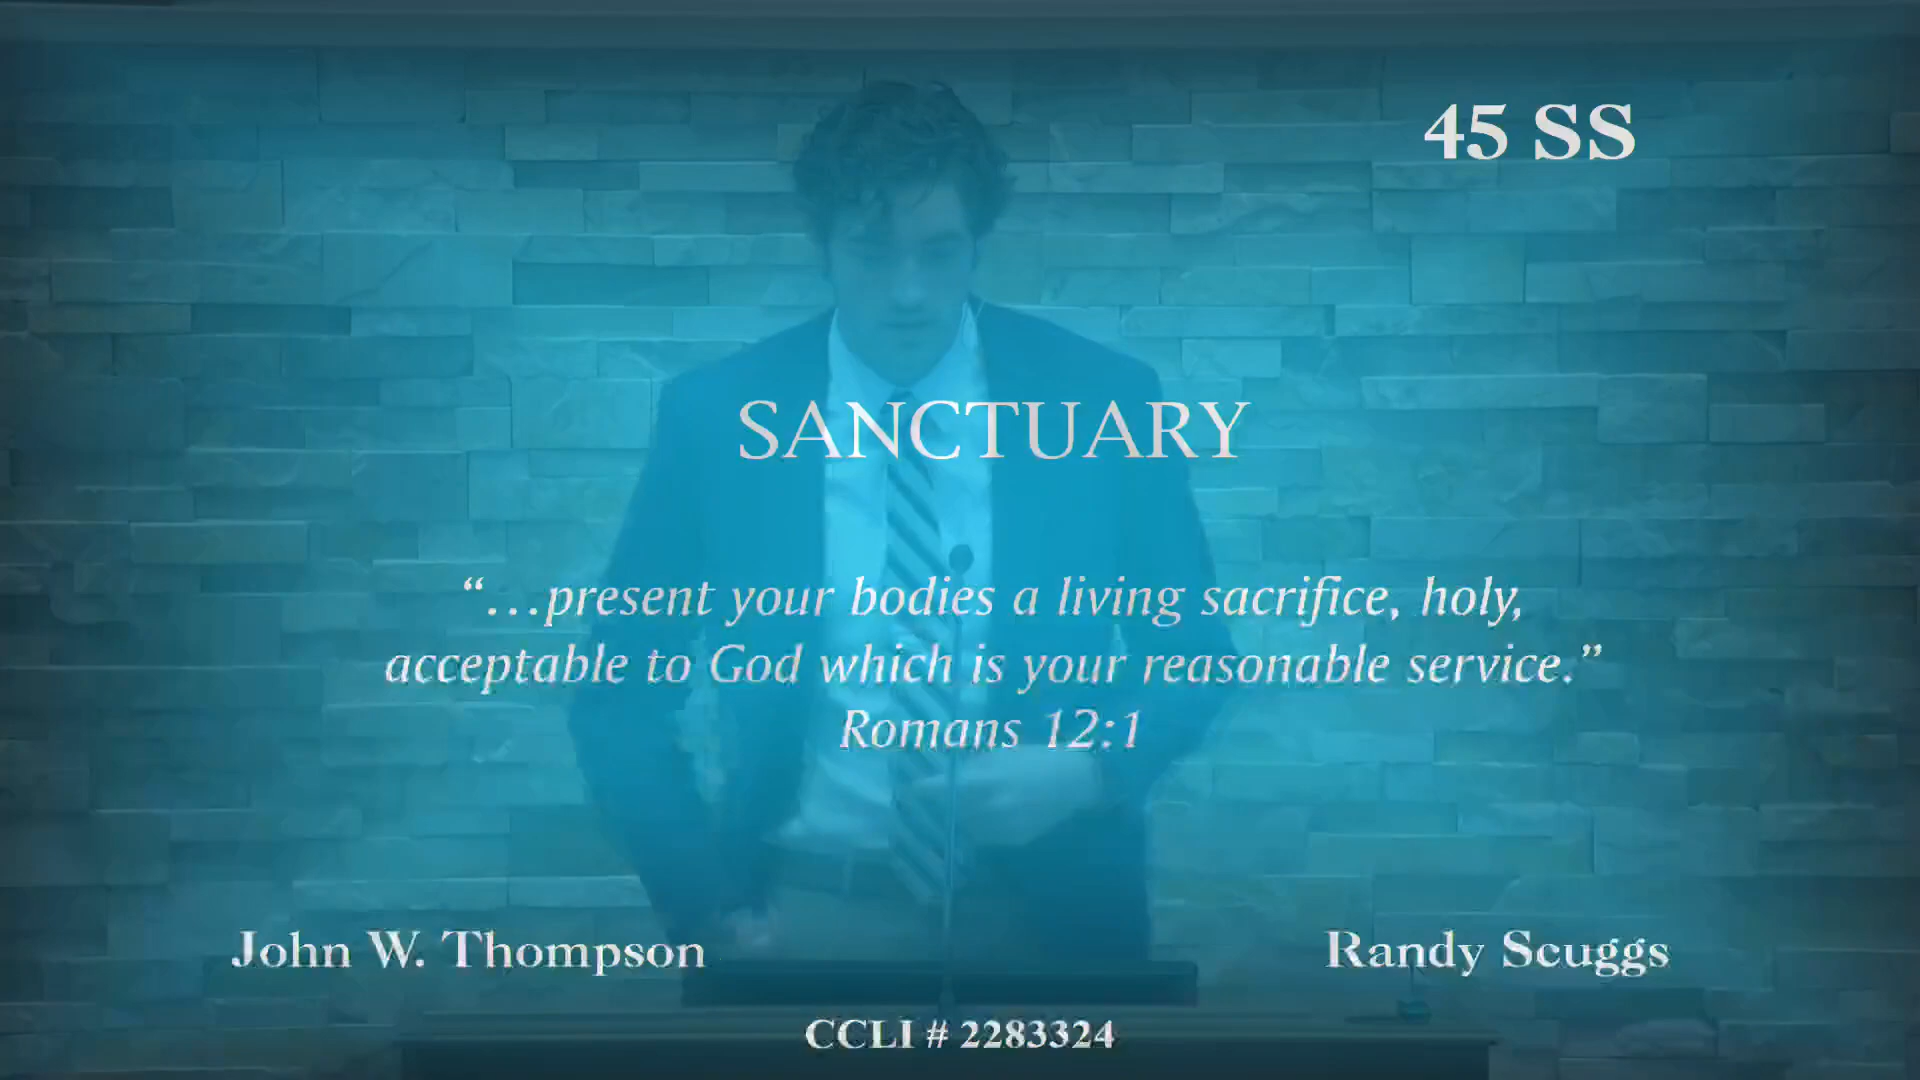 45 SS
SANCTUARY
“…present your bodies a living sacrifice, holy,
acceptable to God which is your reasonable service.”
Romans 12:1
John W. Thompson
Randy Scuggs
CCLI # 2283324